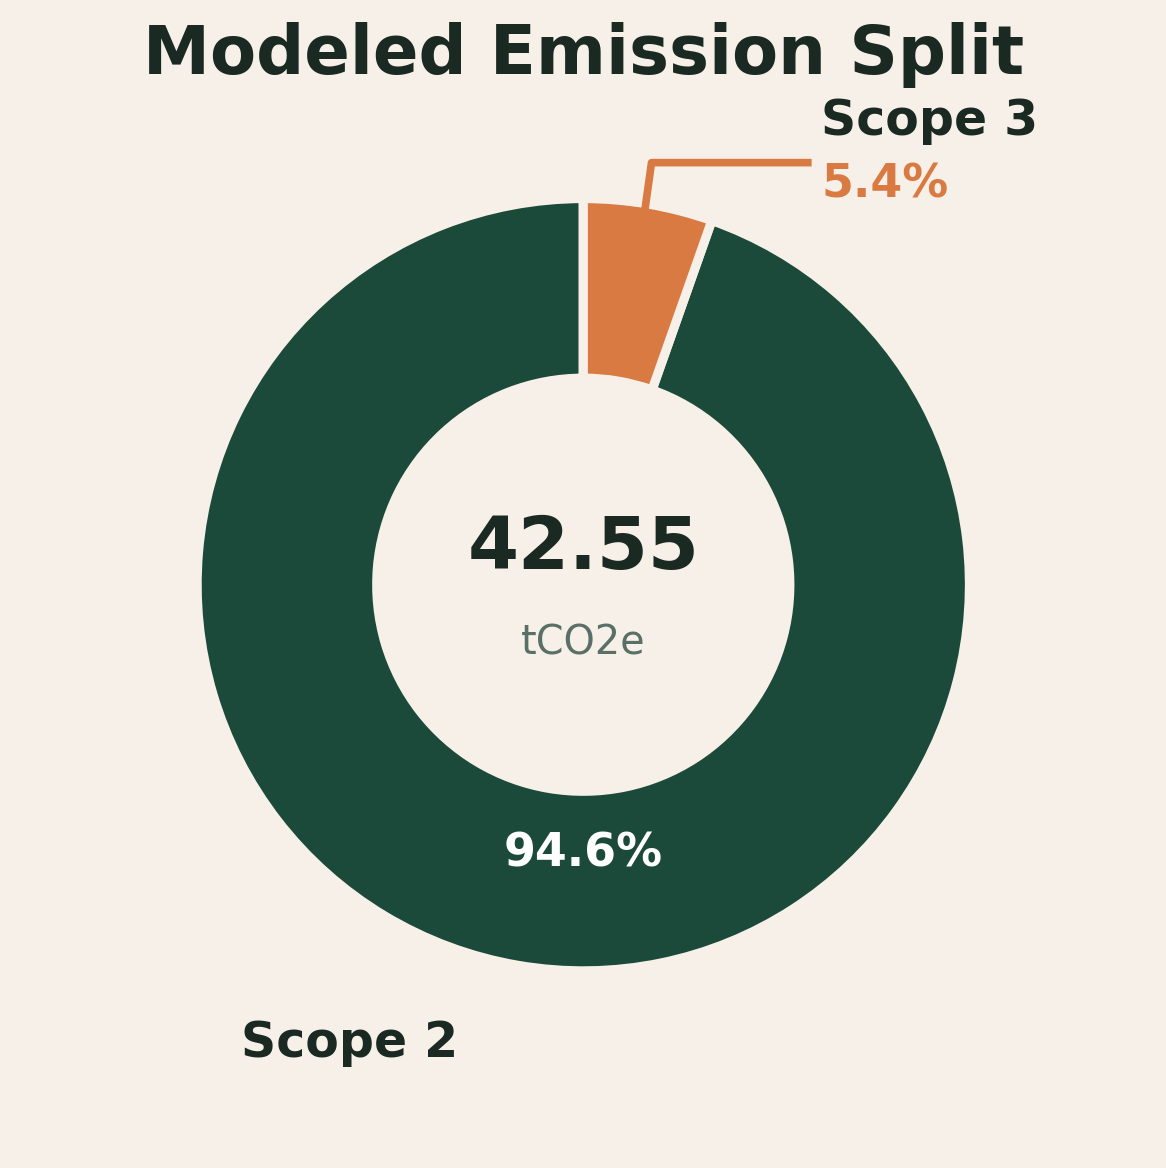 Modeled Emission Split
Scope 3
5.4%
42.55
tCO2e
94.6%
Scope 2